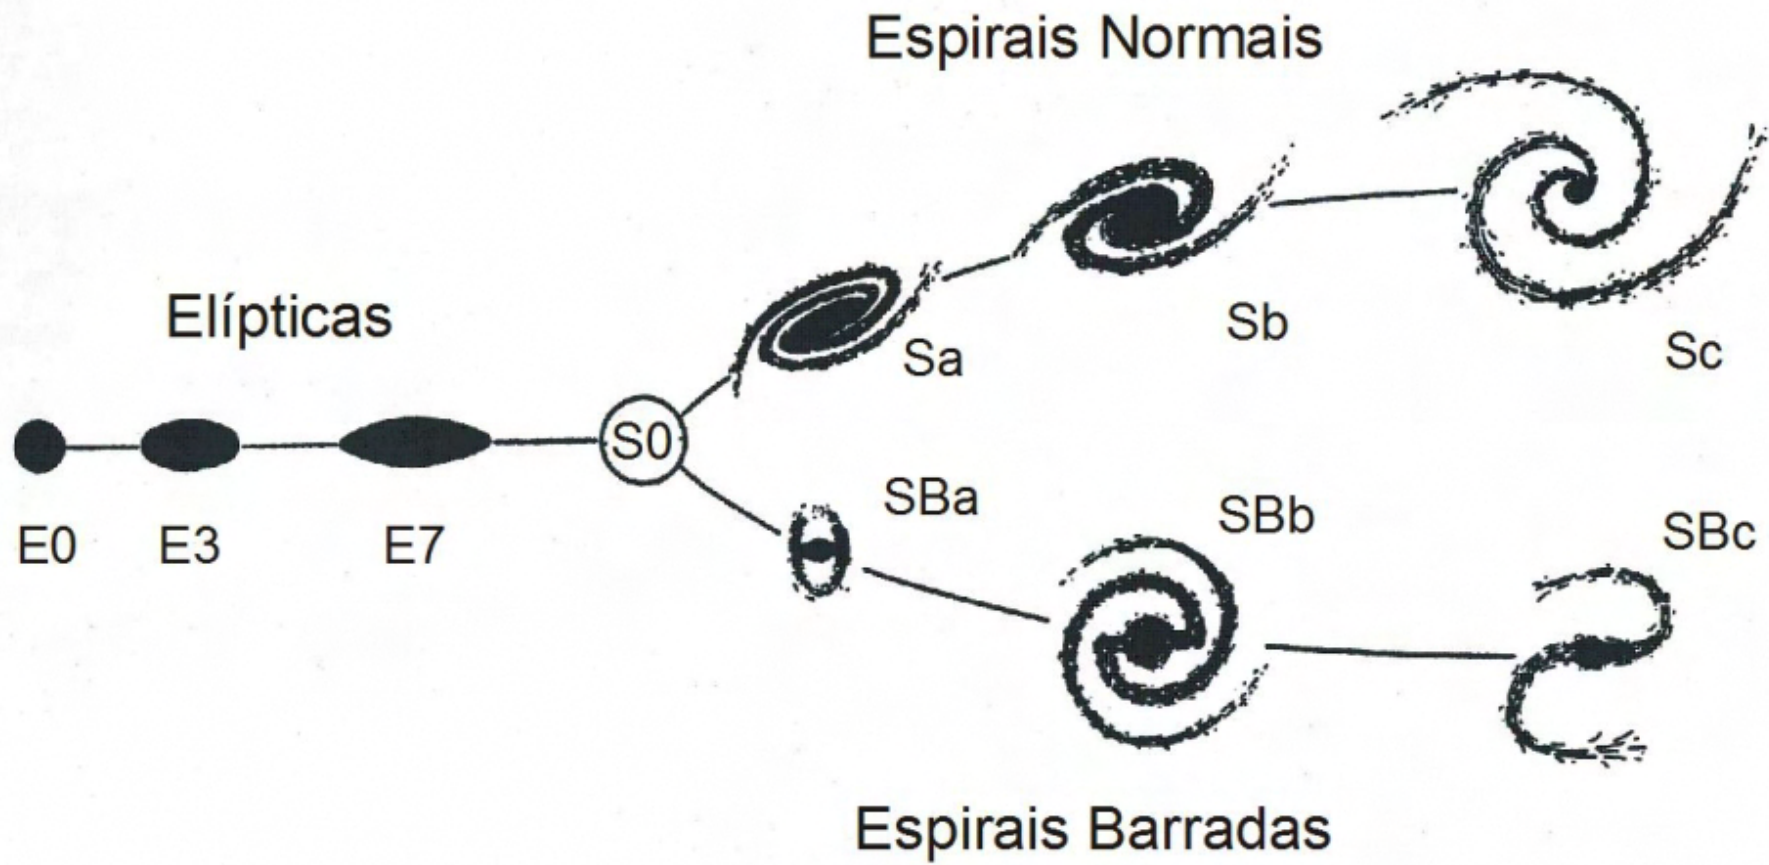 Espirais Normais
Elípticas
Sa
Sb
Sc
S0
E0
E3
E7
SBa
SBb
SBc
Espirais Barradas